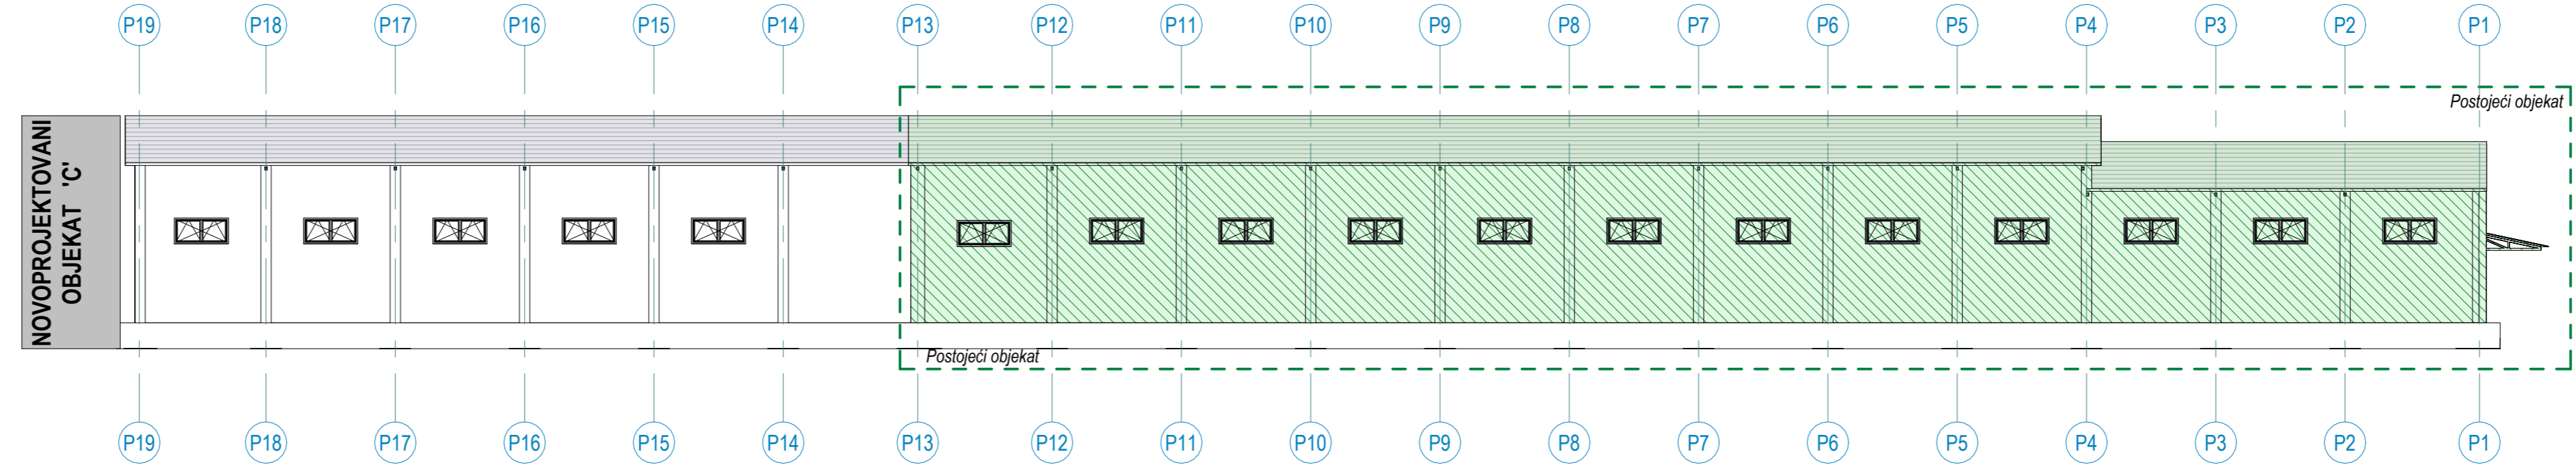 P19 P18 P17 P16 P15 P14 P13 P12 P11 P10 P9 P8 P7 P6 P5 P4 P3 P2 P1
Postojeći objekat
NOVOPROJEKTOVANI
OBJEKAT 'C'
Postojeći objekat
P19 P18 P17 P16 P15 P14 P13 P12 P11 P10 P9 P8 P7 P6 P5 P4 P3 P2 P1